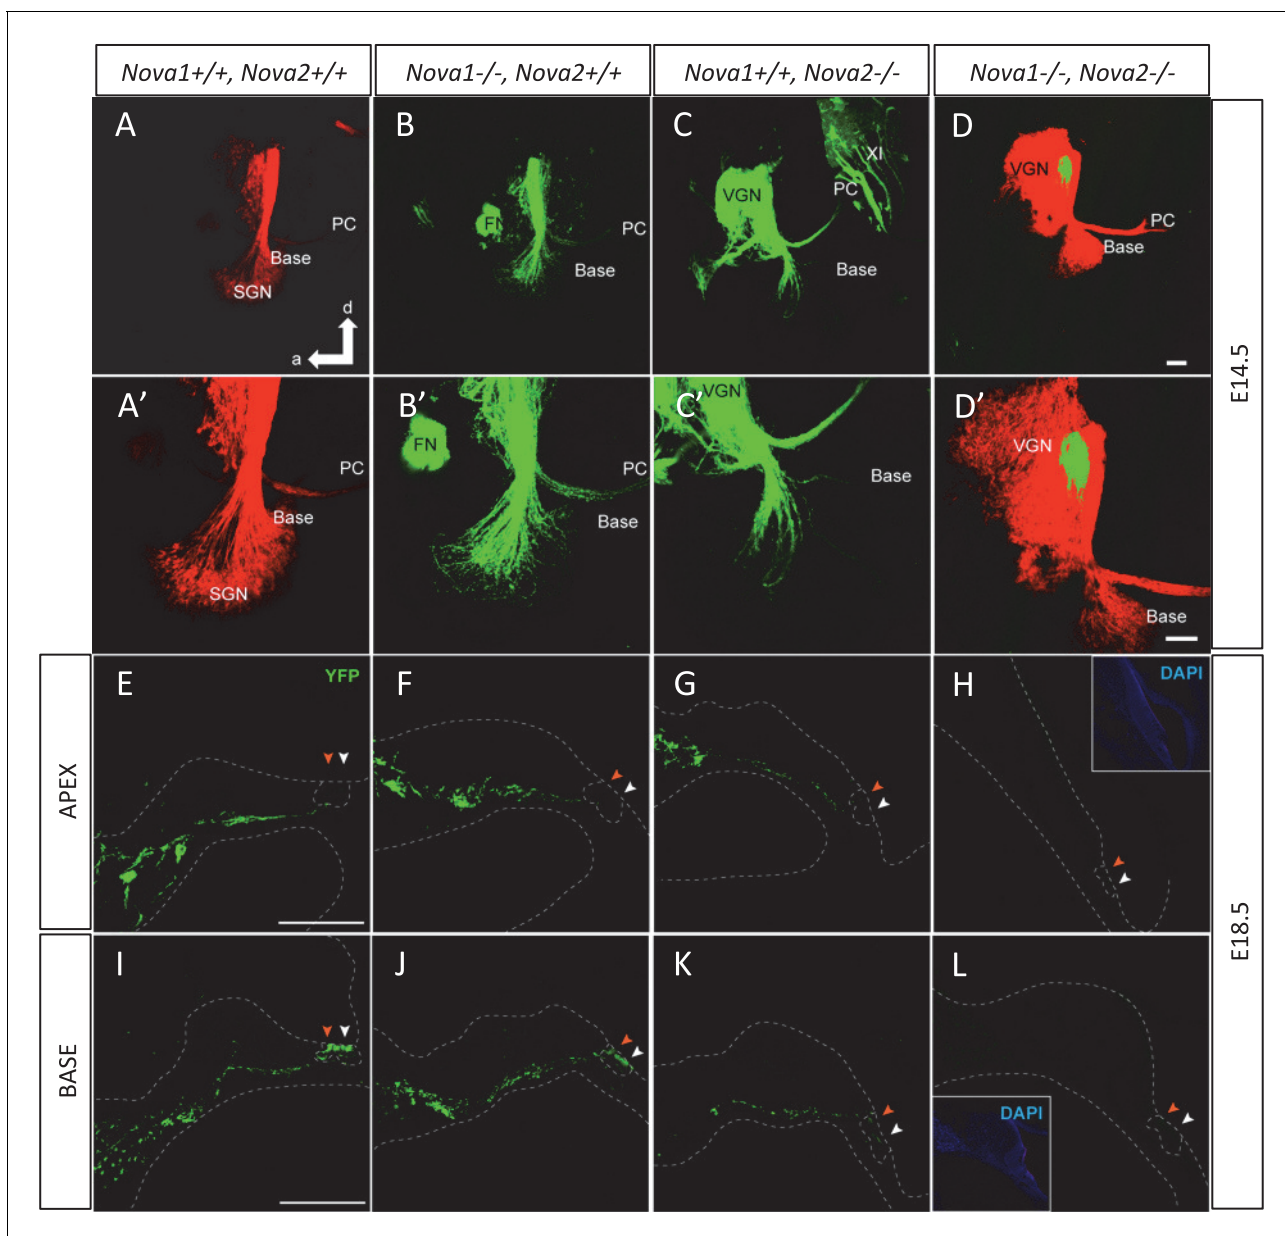 Nova1+/+, Nova2+/+
Nova1-/-, Nova2+/+
Nova1+/+, Nova2-/-
Nova1-/-, Nova2-/-
A
PC
Base
SGN
d
a
B
FN
PC
Base
C
XI
PC
VGN
Base
D
VGN
PC
Base
E14.5
A’
PC
Base
SGN
B’
FN
PC
Base
C’
VGN
Base
D’
VGN
Base
APEX
E
YFP
F
G
H
DAPI
E18.5
BASE
I
J
K
L
DAPI